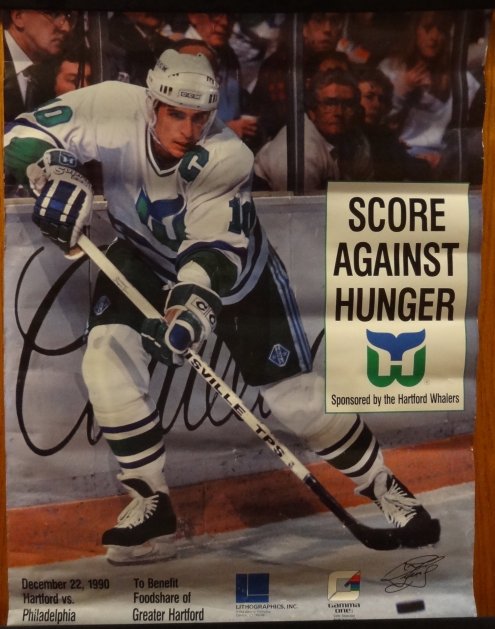 CCM
10
C
10
SVILLE TPS
SCORE
AGAINST
HUNGER
Sponsored by the Hartford Whalers
December 22, 1990
Hartford vs.
Philadelphia
To Benefit
Foodshare of
Greater Hartford
LITHOGRAPHICS, INC.
GAMMA
ONE